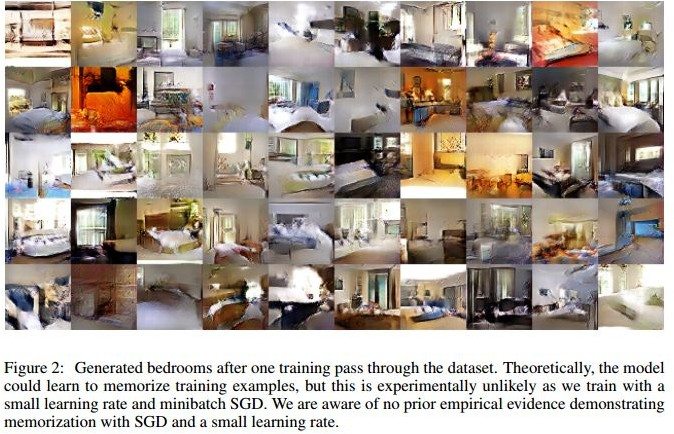 Figure 2: Generated bedrooms after one training pass through the dataset. Theoretically, the model
could learn to memorize training examples, but this is experimentally unlikely as we train with a
small learning rate and minibatch SGD. We are aware of no prior empirical evidence demonstrating
memorization with SGD and a small learning rate.